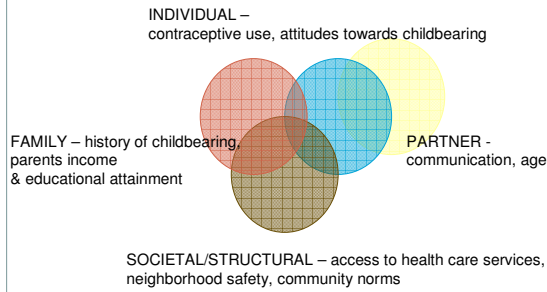 INDIVIDUAL –
contraceptive use, attitudes towards childbearing
FAMILY – history of childbearing,
parents income
& educational attainment
PARTNER -
communication, age
SOCIETAL/STRUCTURAL – access to health care services,
neighborhood safety, community norms